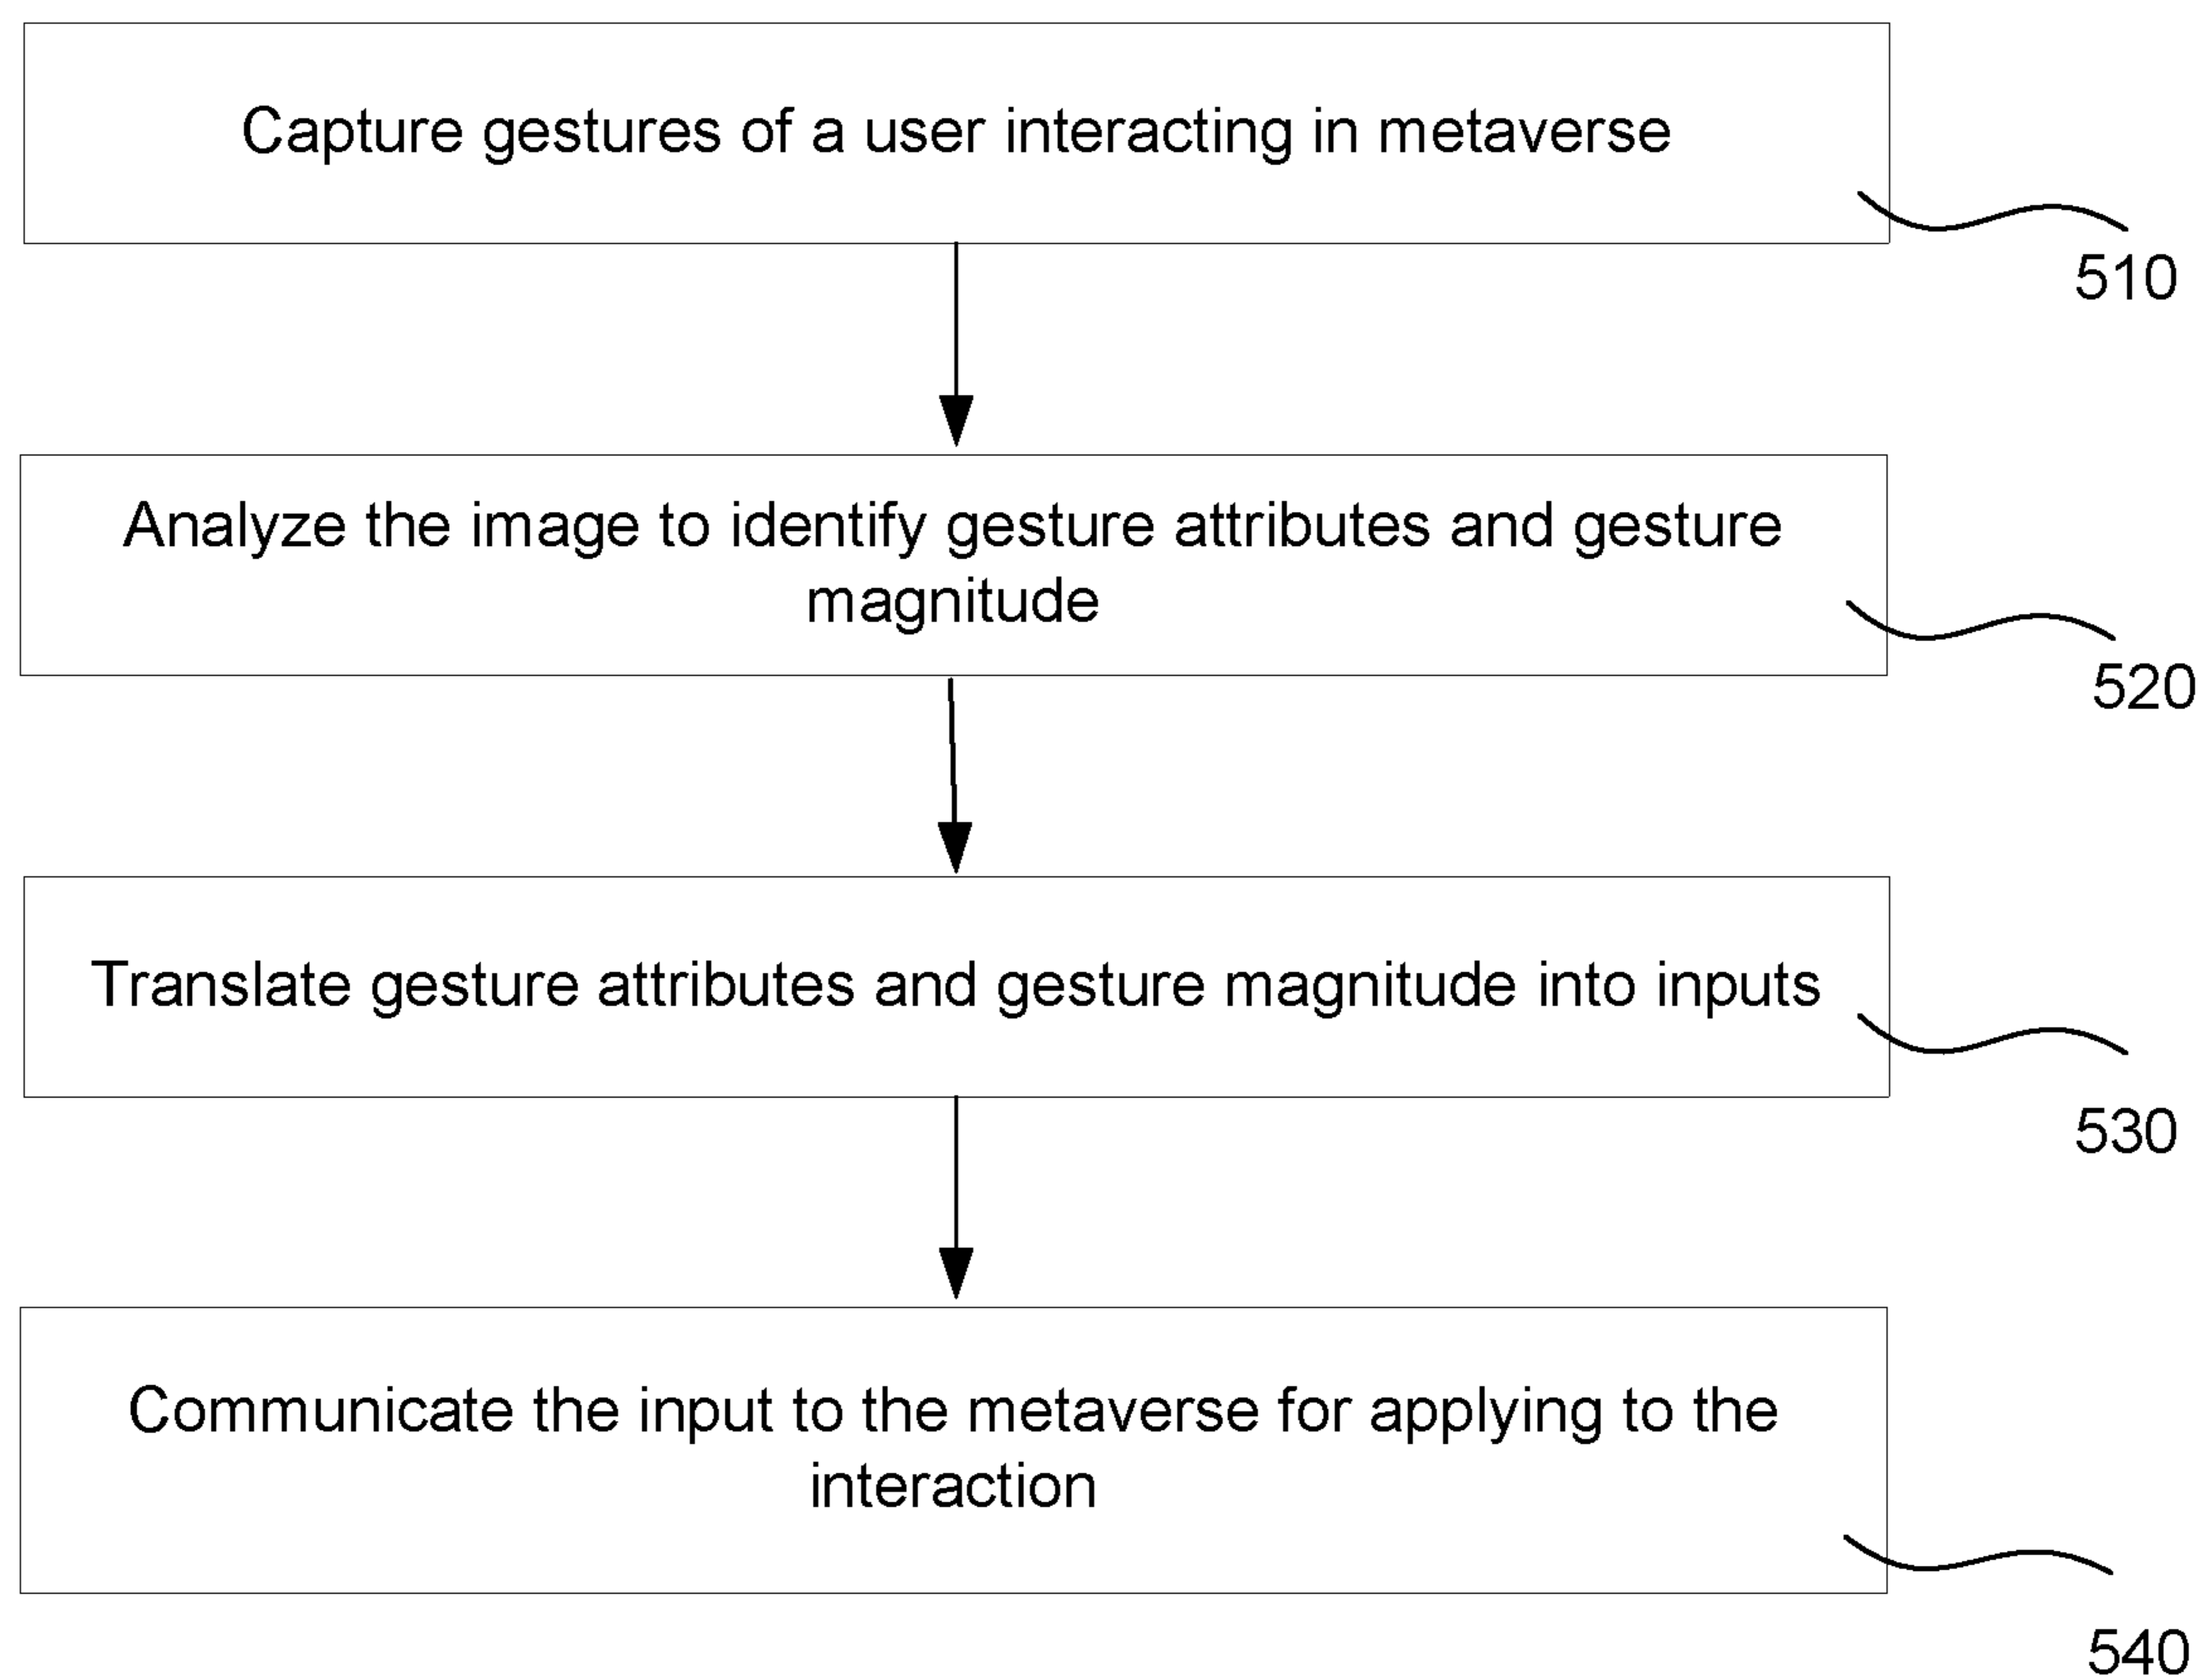 Capture gestures of a user interacting in metaverse
510
Analyze the image to identify gesture attributes and gesture
magnitude
520
Translate gesture attributes and gesture magnitude into inputs
530
Communicate the input to the metaverse for applying to the
interaction
540